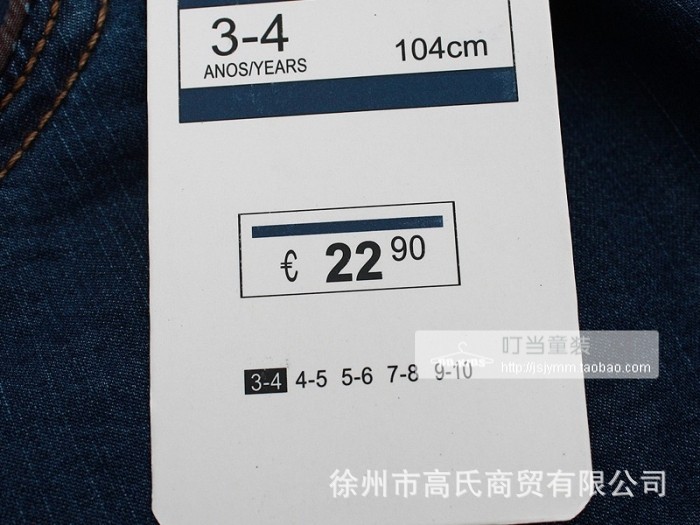 3-4
ANOS/YEARS
104cm
€ 22 90
叮当童装
http://jsjymm.taobao.com
3-4 4-5 5-6 7-8 9-10
徐州市高氏商贸有限公司